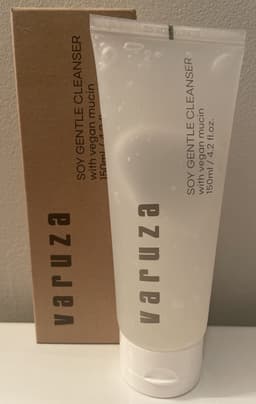 SOY GENTLE CLEANSER
with vegan mucin
varuza
SOY GENTLE CLEANSER
with vegan mucin
150ml / 4.2 fl.oz.
varuza